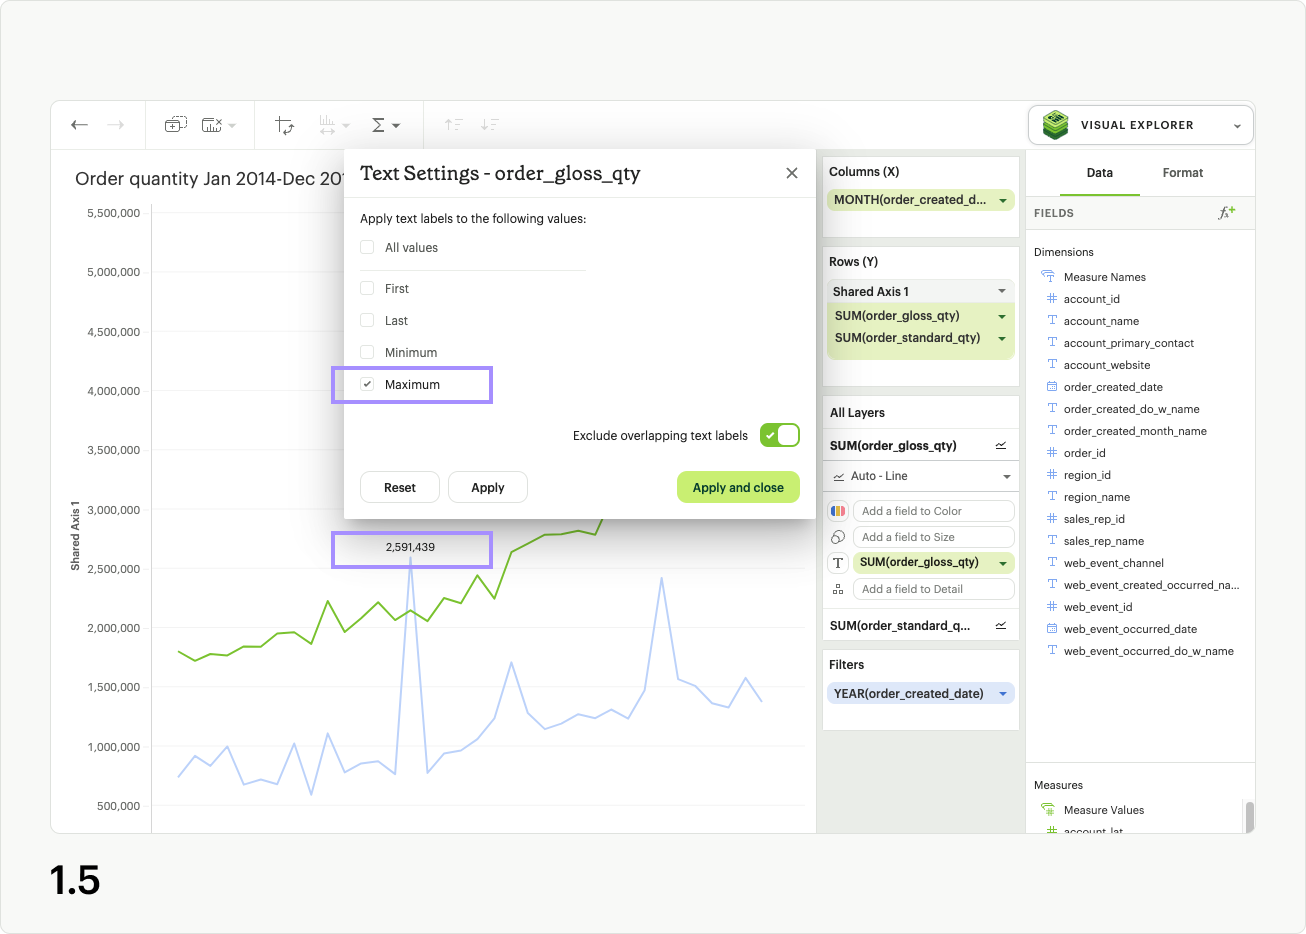 VISUAL EXPLORER
Order quantity Jan 2014-Dec 201
5,500,000
5,000,000
4,500,000
4,000,000
3,500,000
3,000,000
2,500,000
2,000,000
1,500,000
1,000,000
500,000
Shared Axis 1
2,591,439
Text Settings - order_gloss_qty
Apply text labels to the following values:
All values
First
Last
Minimum
Maximum
Exclude overlapping text labels
Reset
Apply
Apply and close
Columns (X)
MONTH(order_created_d...
Rows (Y)
Shared Axis 1
SUM(order_gloss_qty)
SUM(order_standard_qty)
All Layers
SUM(order_gloss_qty)
Auto - Line
Add a field to Color
Add a field to Size
T
SUM(order_gloss_qty)
Add a field to Detail
SUM(order_standard_q...
Filters
YEAR(order_created_date)
Data
Format
FIELDS
Dimensions
Measure Names
account_id
account_name
account_primary_contact
account_website
order_created_date
order_created_do_w_name
order_created_month_name
order_id
region_id
region_name
sales_rep_id
sales_rep_name
web_event_channel
web_event_created_occurred_na...
web_event_id
web_event_occurred_date
web_event_occurred_do_w_name
Measures
Measure Values
account_lat
1.5